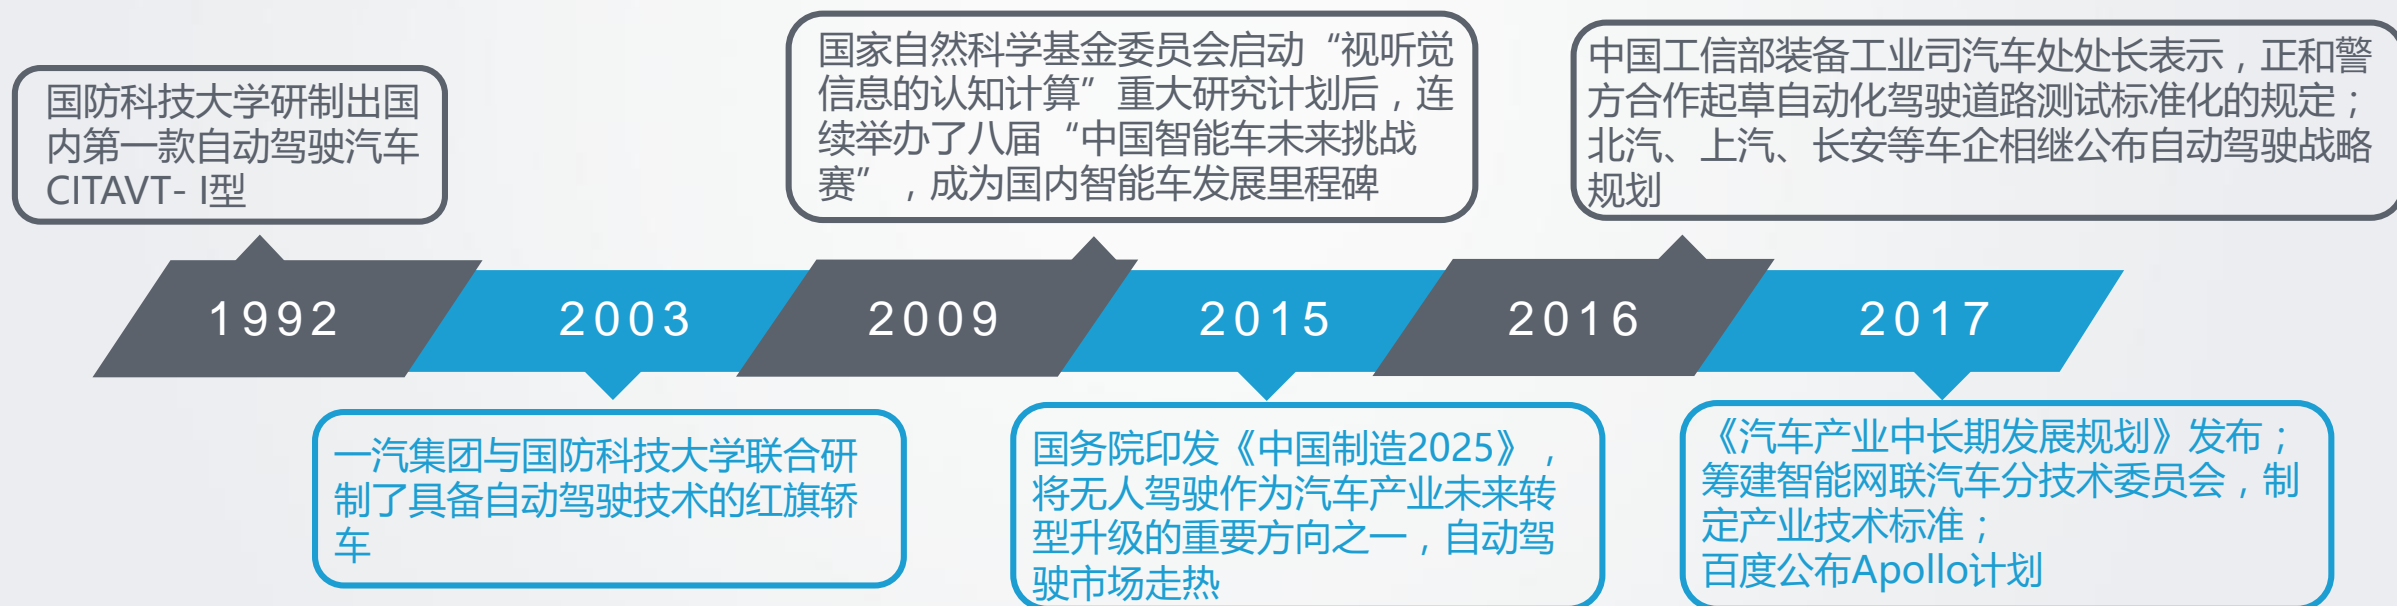 国防科技大学研制出国
内第一款自动驾驶汽车
CITAVT- I型
国家自然科学基金委员会启动“视听觉
信息的认知计算”重大研究计划后，连
续举办了八届“中国智能车未来挑战
赛”，成为国内智能车发展里程碑
中国工信部装备工业司汽车处处长表示，正和警
方合作起草自动化驾驶道路测试标准化的规定；
北汽、上汽、长安等车企相继公布自动驾驶战略
规划
1992
2003
2009
2015
2016
2017
一汽集团与国防科技大学联合研
制了具备自动驾驶技术的红旗轿
车
国务院印发《中国制造2025》，
将无人驾驶作为汽车产业未来转
型升级的重要方向之一，自动驾
驶市场走热
《汽车产业中长期发展规划》发布；
筹建智能网联汽车分技术委员会，制
定产业技术标准；
百度公布Apollo计划